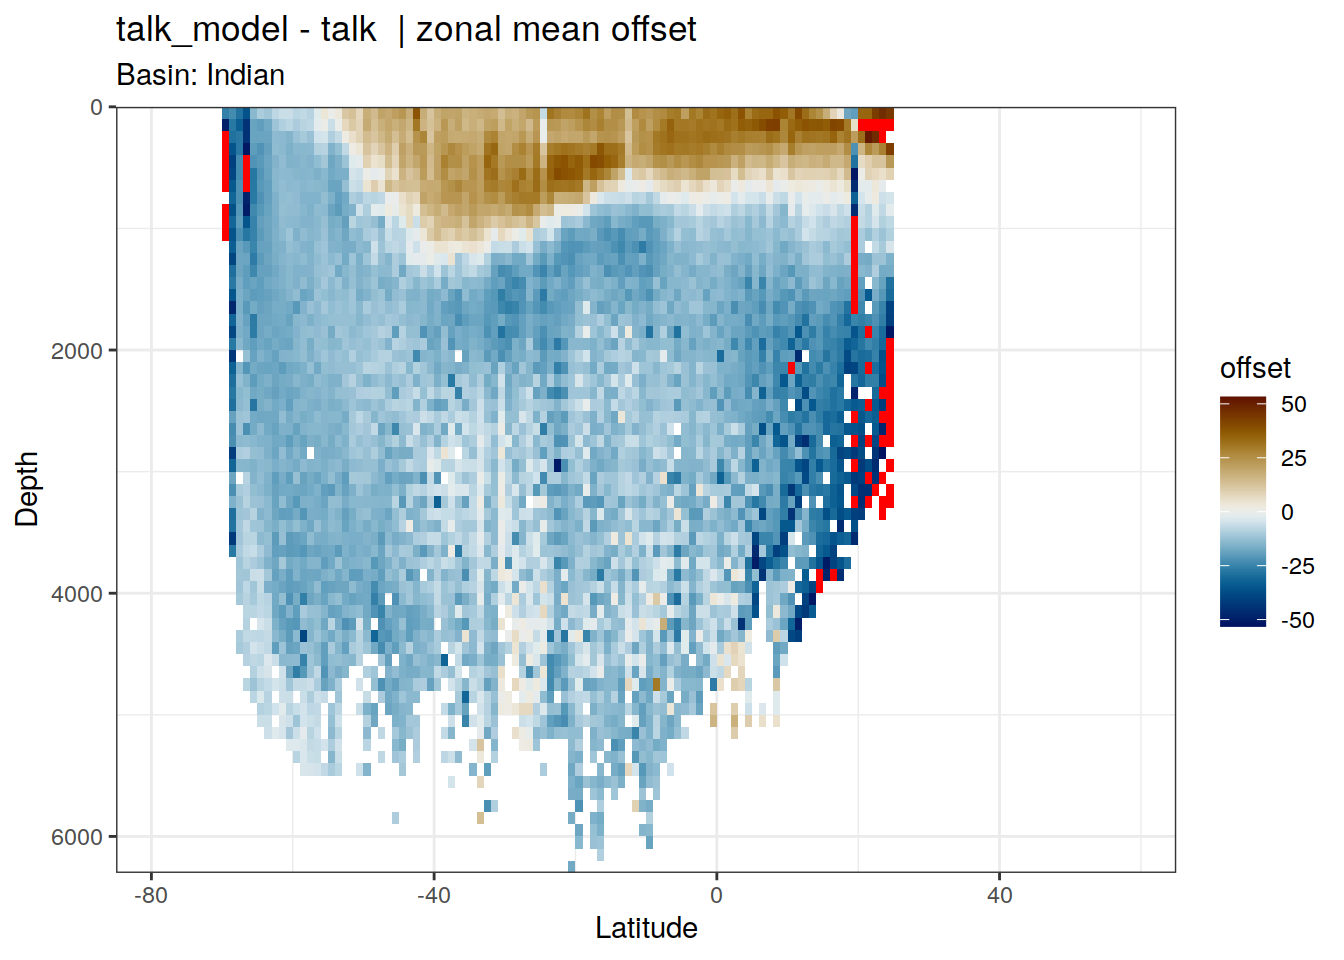 talk_model - talk  | zonal mean offset
Basin: Indian
0
2000
4000
6000
Depth
-80
-40
0
40
Latitude
offset
50
25
0
-25
-50